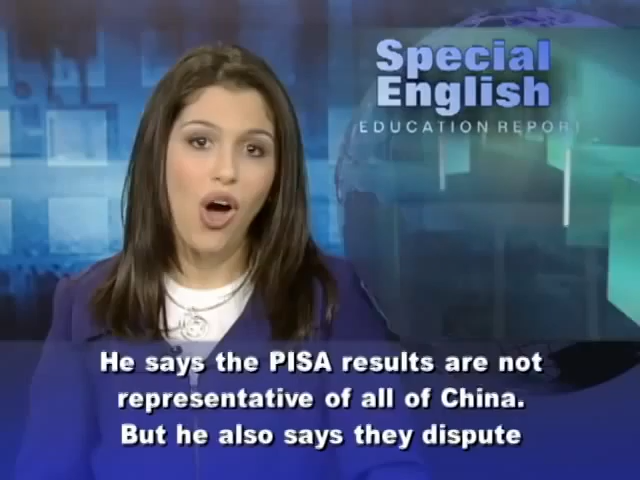 Special
English
EDUCATION REPORT
He says the PISA results are not
representative of all of China.
But he also says they dispute